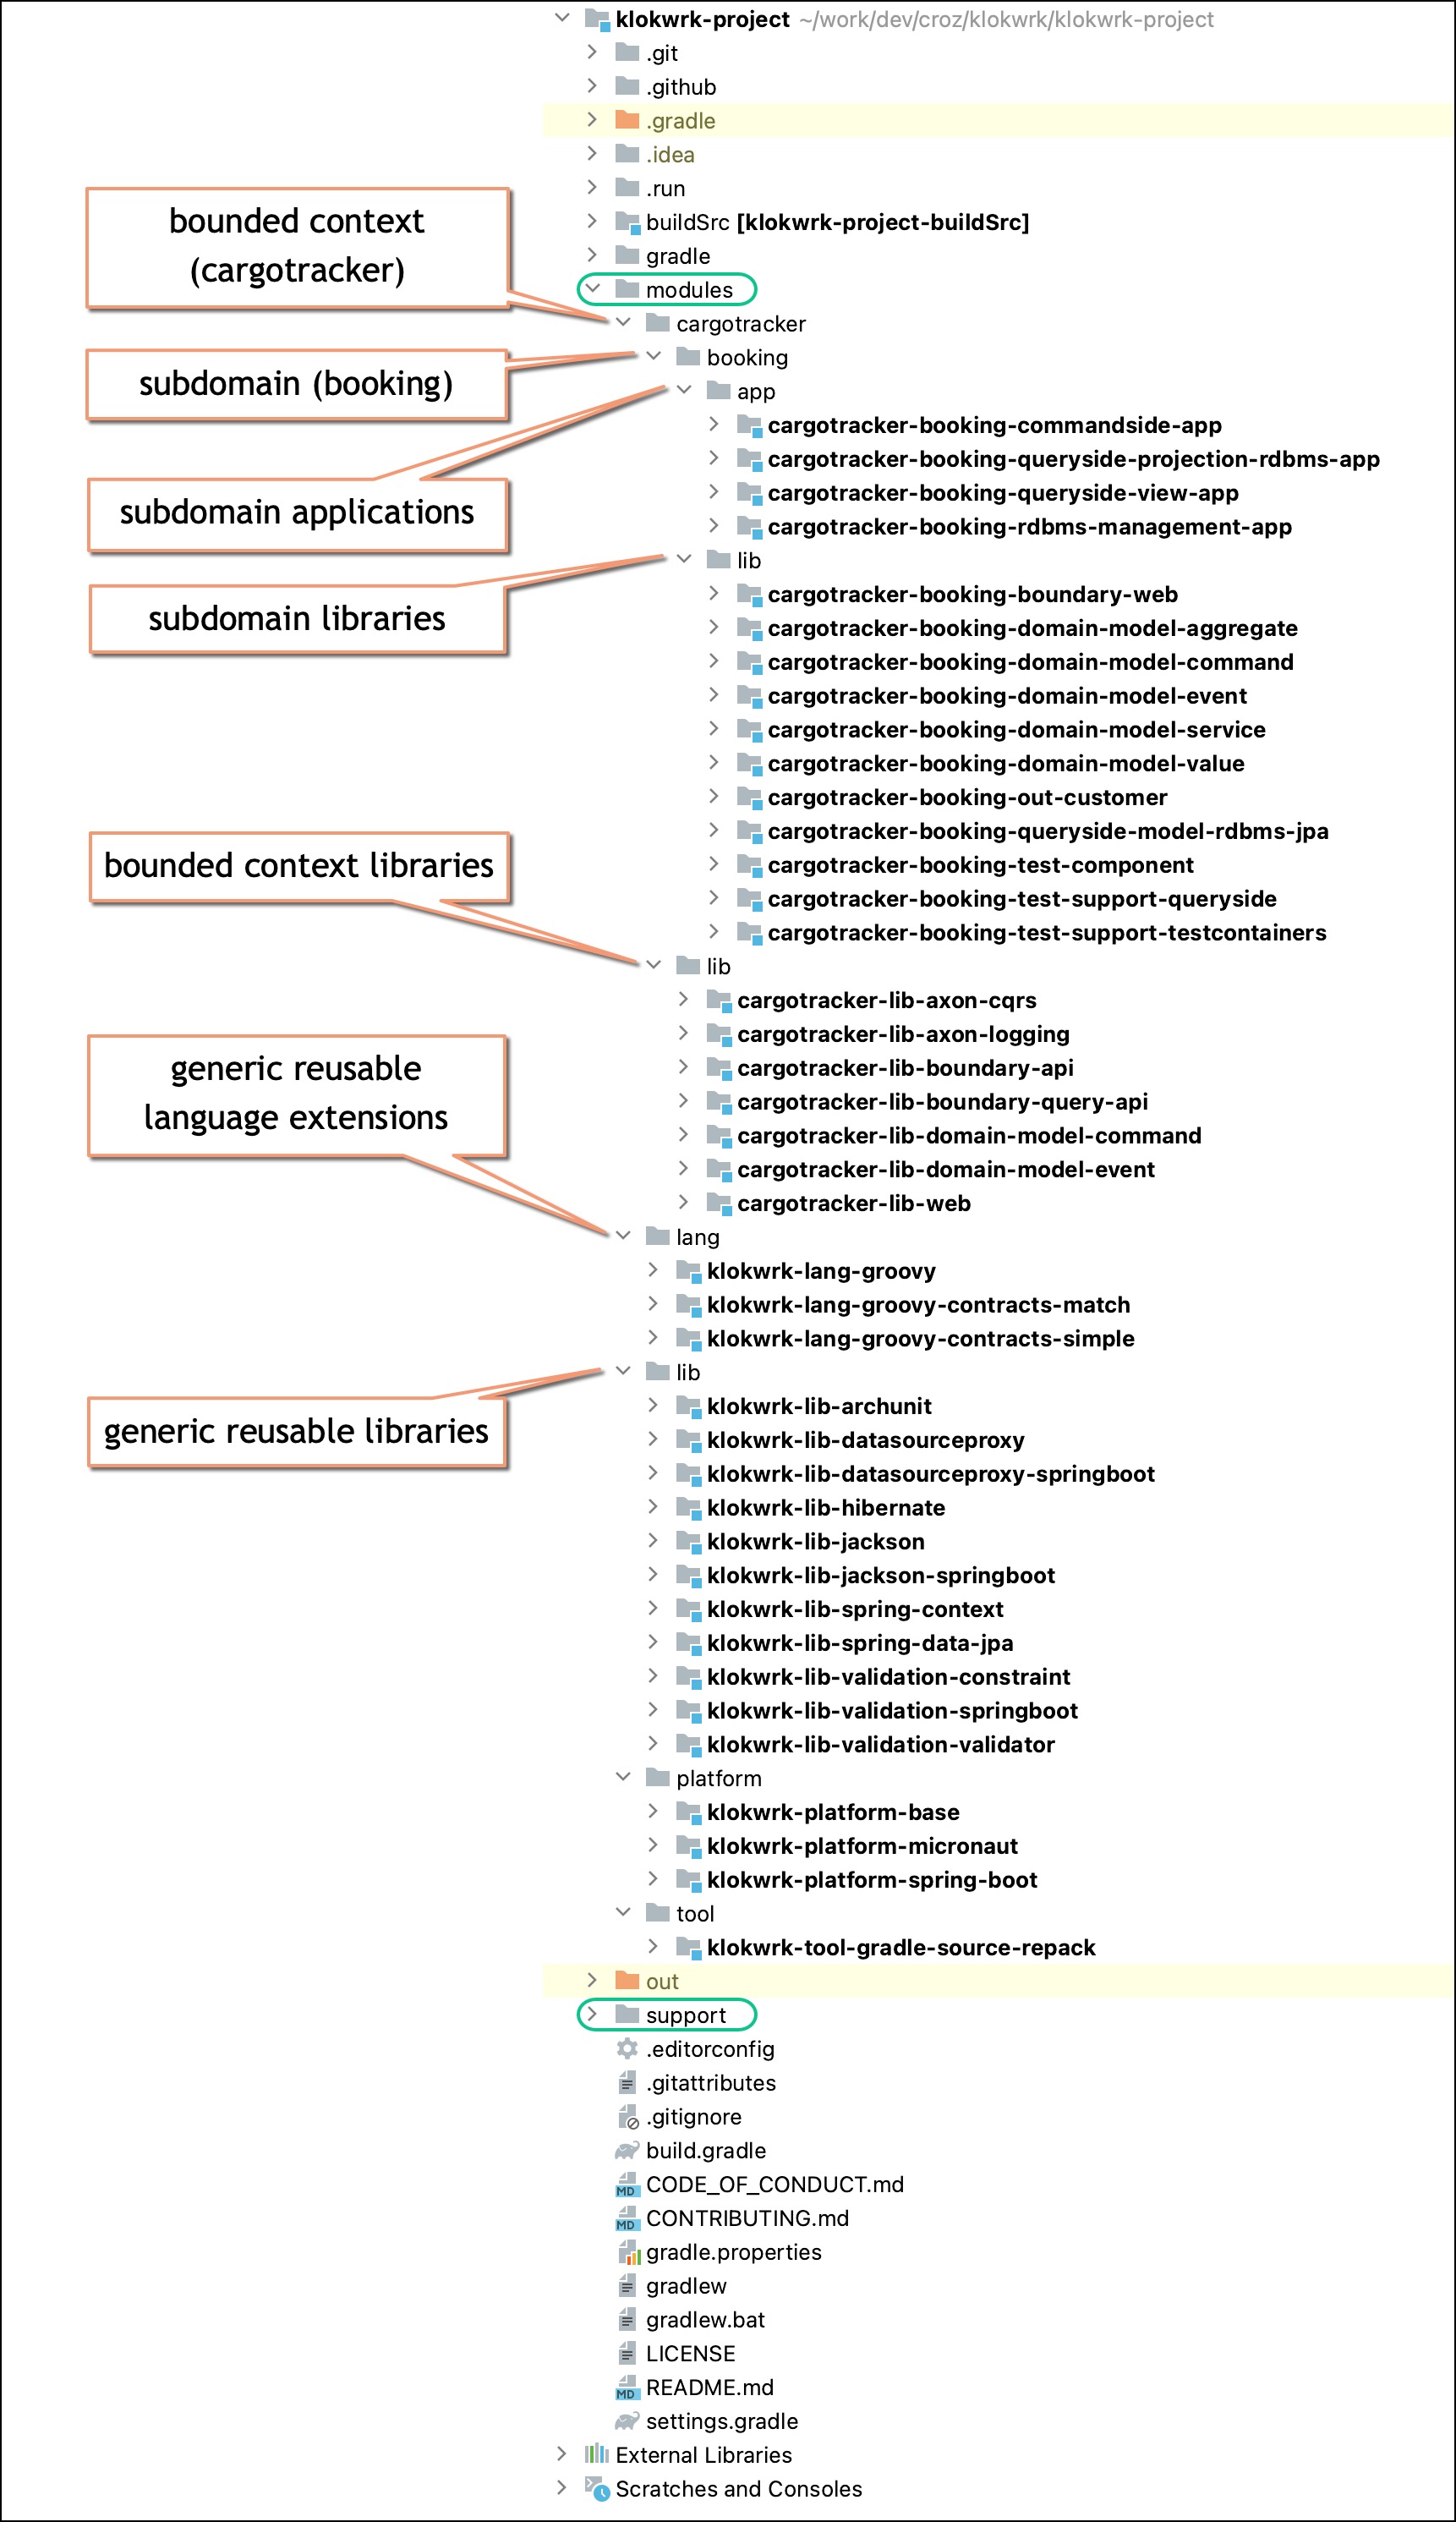 klokwrk-project ~/work/dev/croz/klokwrk/klokwrk-project
.git
.github
.gradle
.idea
.run
bounded context
(cargotracker)
buildSrc [klokwrk-project-buildSrc]
gradle
modules
cargotracker
subdomain (booking)
booking
app
cargotracker-booking-commandside-app
cargotracker-booking-queryside-projection-rdbms-app
cargotracker-booking-queryside-view-app
subdomain applications
cargotracker-booking-rdbms-management-app
lib
subdomain libraries
cargotracker-booking-boundary-web
cargotracker-booking-domain-model-aggregate
cargotracker-booking-domain-model-command
cargotracker-booking-domain-model-event
cargotracker-booking-domain-model-service
cargotracker-booking-domain-model-value
cargotracker-booking-out-customer
cargotracker-booking-queryside-model-rdbms-jpa
bounded context libraries
cargotracker-booking-test-component
cargotracker-booking-test-support-queryside
cargotracker-booking-test-support-testcontainers
lib
cargotracker-lib-axon-cqrs
cargotracker-lib-axon-logging
generic reusable
language extensions
cargotracker-lib-boundary-api
cargotracker-lib-boundary-query-api
cargotracker-lib-domain-model-command
cargotracker-lib-domain-model-event
cargotracker-lib-web
lang
klokwrk-lang-groovy
klokwrk-lang-groovy-contracts-match
klokwrk-lang-groovy-contracts-simple
lib
generic reusable libraries
klokwrk-lib-archunit
klokwrk-lib-datasourceproxy
klokwrk-lib-datasourceproxy-springboot
klokwrk-lib-hibernate
klokwrk-lib-jackson
klokwrk-lib-jackson-springboot
klokwrk-lib-spring-context
klokwrk-lib-spring-data-jpa
klokwrk-lib-validation-constraint
klokwrk-lib-validation-springboot
klokwrk-lib-validation-validator
platform
klokwrk-platform-base
klokwrk-platform-micronaut
klokwrk-platform-spring-boot
tool
klokwrk-tool-gradle-source-repack
out
support
.editorconfig
.gitattributes
.gitignore
build.gradle
MD CODE_OF_CONDUCT.md
MD CONTRIBUTING.md
gradle.properties
gradlew
gradlew.bat
LICENSE
MD README.md
settings.gradle
External Libraries
Scratches and Consoles